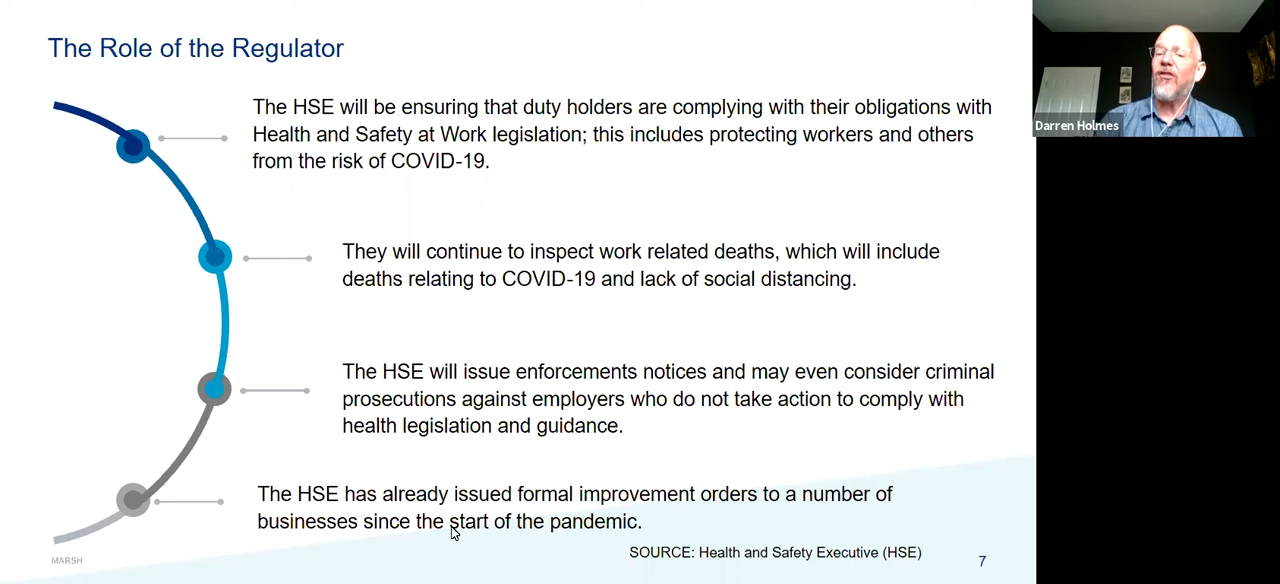 The Role of the Regulator
The HSE will be ensuring that duty holders are complying with their obligations with
Health and Safety at Work legislation; this includes protecting workers and others
from the risk of COVID-19.
They will continue to inspect work related deaths, which will include
deaths relating to COVID-19 and lack of social distancing.
The HSE will issue enforcements notices and may even consider criminal
prosecutions against employers who do not take action to comply with
health legislation and guidance.
The HSE has already issued formal improvement orders to a number of
businesses since the start of the pandemic.
SOURCE: Health and Safety Executive (HSE)
MARSH
7
Darren Holmes